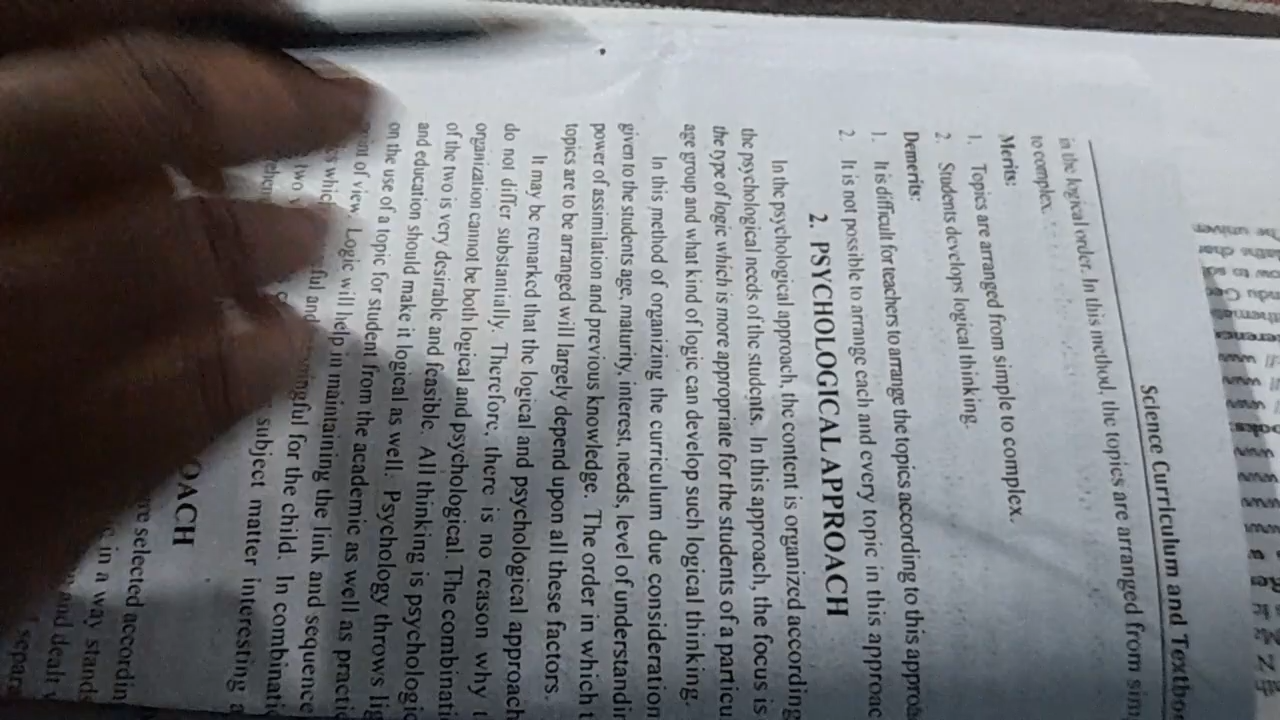 Science Curriculum and Textbo
in the logical order. In this method, the topics are arranged from sim
to complex.
Merits:
1. Topics are arranged from simple to complex.
2. Students develops logical thinking.
Demerits:
1. It is difficult for teachers to arrange the topics according to this approa
2. It is not possible to arrange each and every topic in this approac
2. PSYCHOLOGICAL APPROACH
In the psychological approach, the content is organized according
the psychological needs of the students. In this approach, the focus is
the type of logic which is more appropriate for the students of a particu
age group and what kind of logic can develop such logical thinking.
In this method of organizing the curriculum due consideration
given to the students age, maturity, interest, needs, level of understandin
power of assimilation and previous knowledge. The order in which t
topics are to be arranged will largely depend upon all these factors.
It may be remarked that the logical and psychological approach
do not differ substantially. Therefore, there is no reason why t
organization cannot be both logical and psychological. The combinati
of the two is very desirable and feasible. All thinking is psychologic
and education should make it logical as well. Psychology throws lig
on the use of a topic for student from the academic as well as practic
of view. Logic will help in maintaining the link and sequence
for the child. In combinati
two
subject matter interesting a
OACH
re selected accordin
in a way stands
and dealt
separ